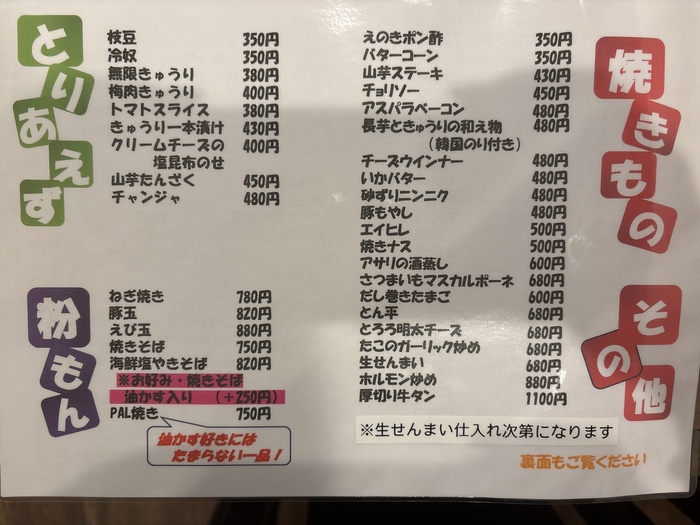 とりあえず
枝豆 350円
冷奴 350円
無限きゅうり 380円
梅肉きゅうり 400円
トマトスライス 380円
きゅうり一本漬け 430円
クリームチーズの 400円
塩昆布のせ
山芋たんざく 450円
チャンジャ 480円
粉もん
ねぎ焼き 780円
豚玉 820円
えび玉 880円
焼きそば 750円
海鮮塩やきそば 820円
※お好み・焼きそば
油かす入り (+250円)
PAL焼き 750円
油かす好きには
たまらない一品!
焼きもの
その他
えのきポン酢 350円
バターコーン 350円
山芋ステーキ 430円
チョリソー 450円
アスパラベーコン 480円
長芋ときゅうりの和え物 480円
(韓国のり付き)
チーズウインナー 480円
いかバター 480円
砂ずりニンニク 480円
豚もやし 480円
エイヒレ 500円
焼きナス 500円
アサリの酒蒸し 600円
さつまいもマスカルポーネ 680円
だし巻きたまご 600円
とん平 680円
とろろ明太チーズ 680円
たこのガーリック炒め 680円
生せんまい 680円
ホルモン炒め 880円
厚切り牛タン 1100円
※生せんまい仕入れ次第になります
裏面もご覧ください